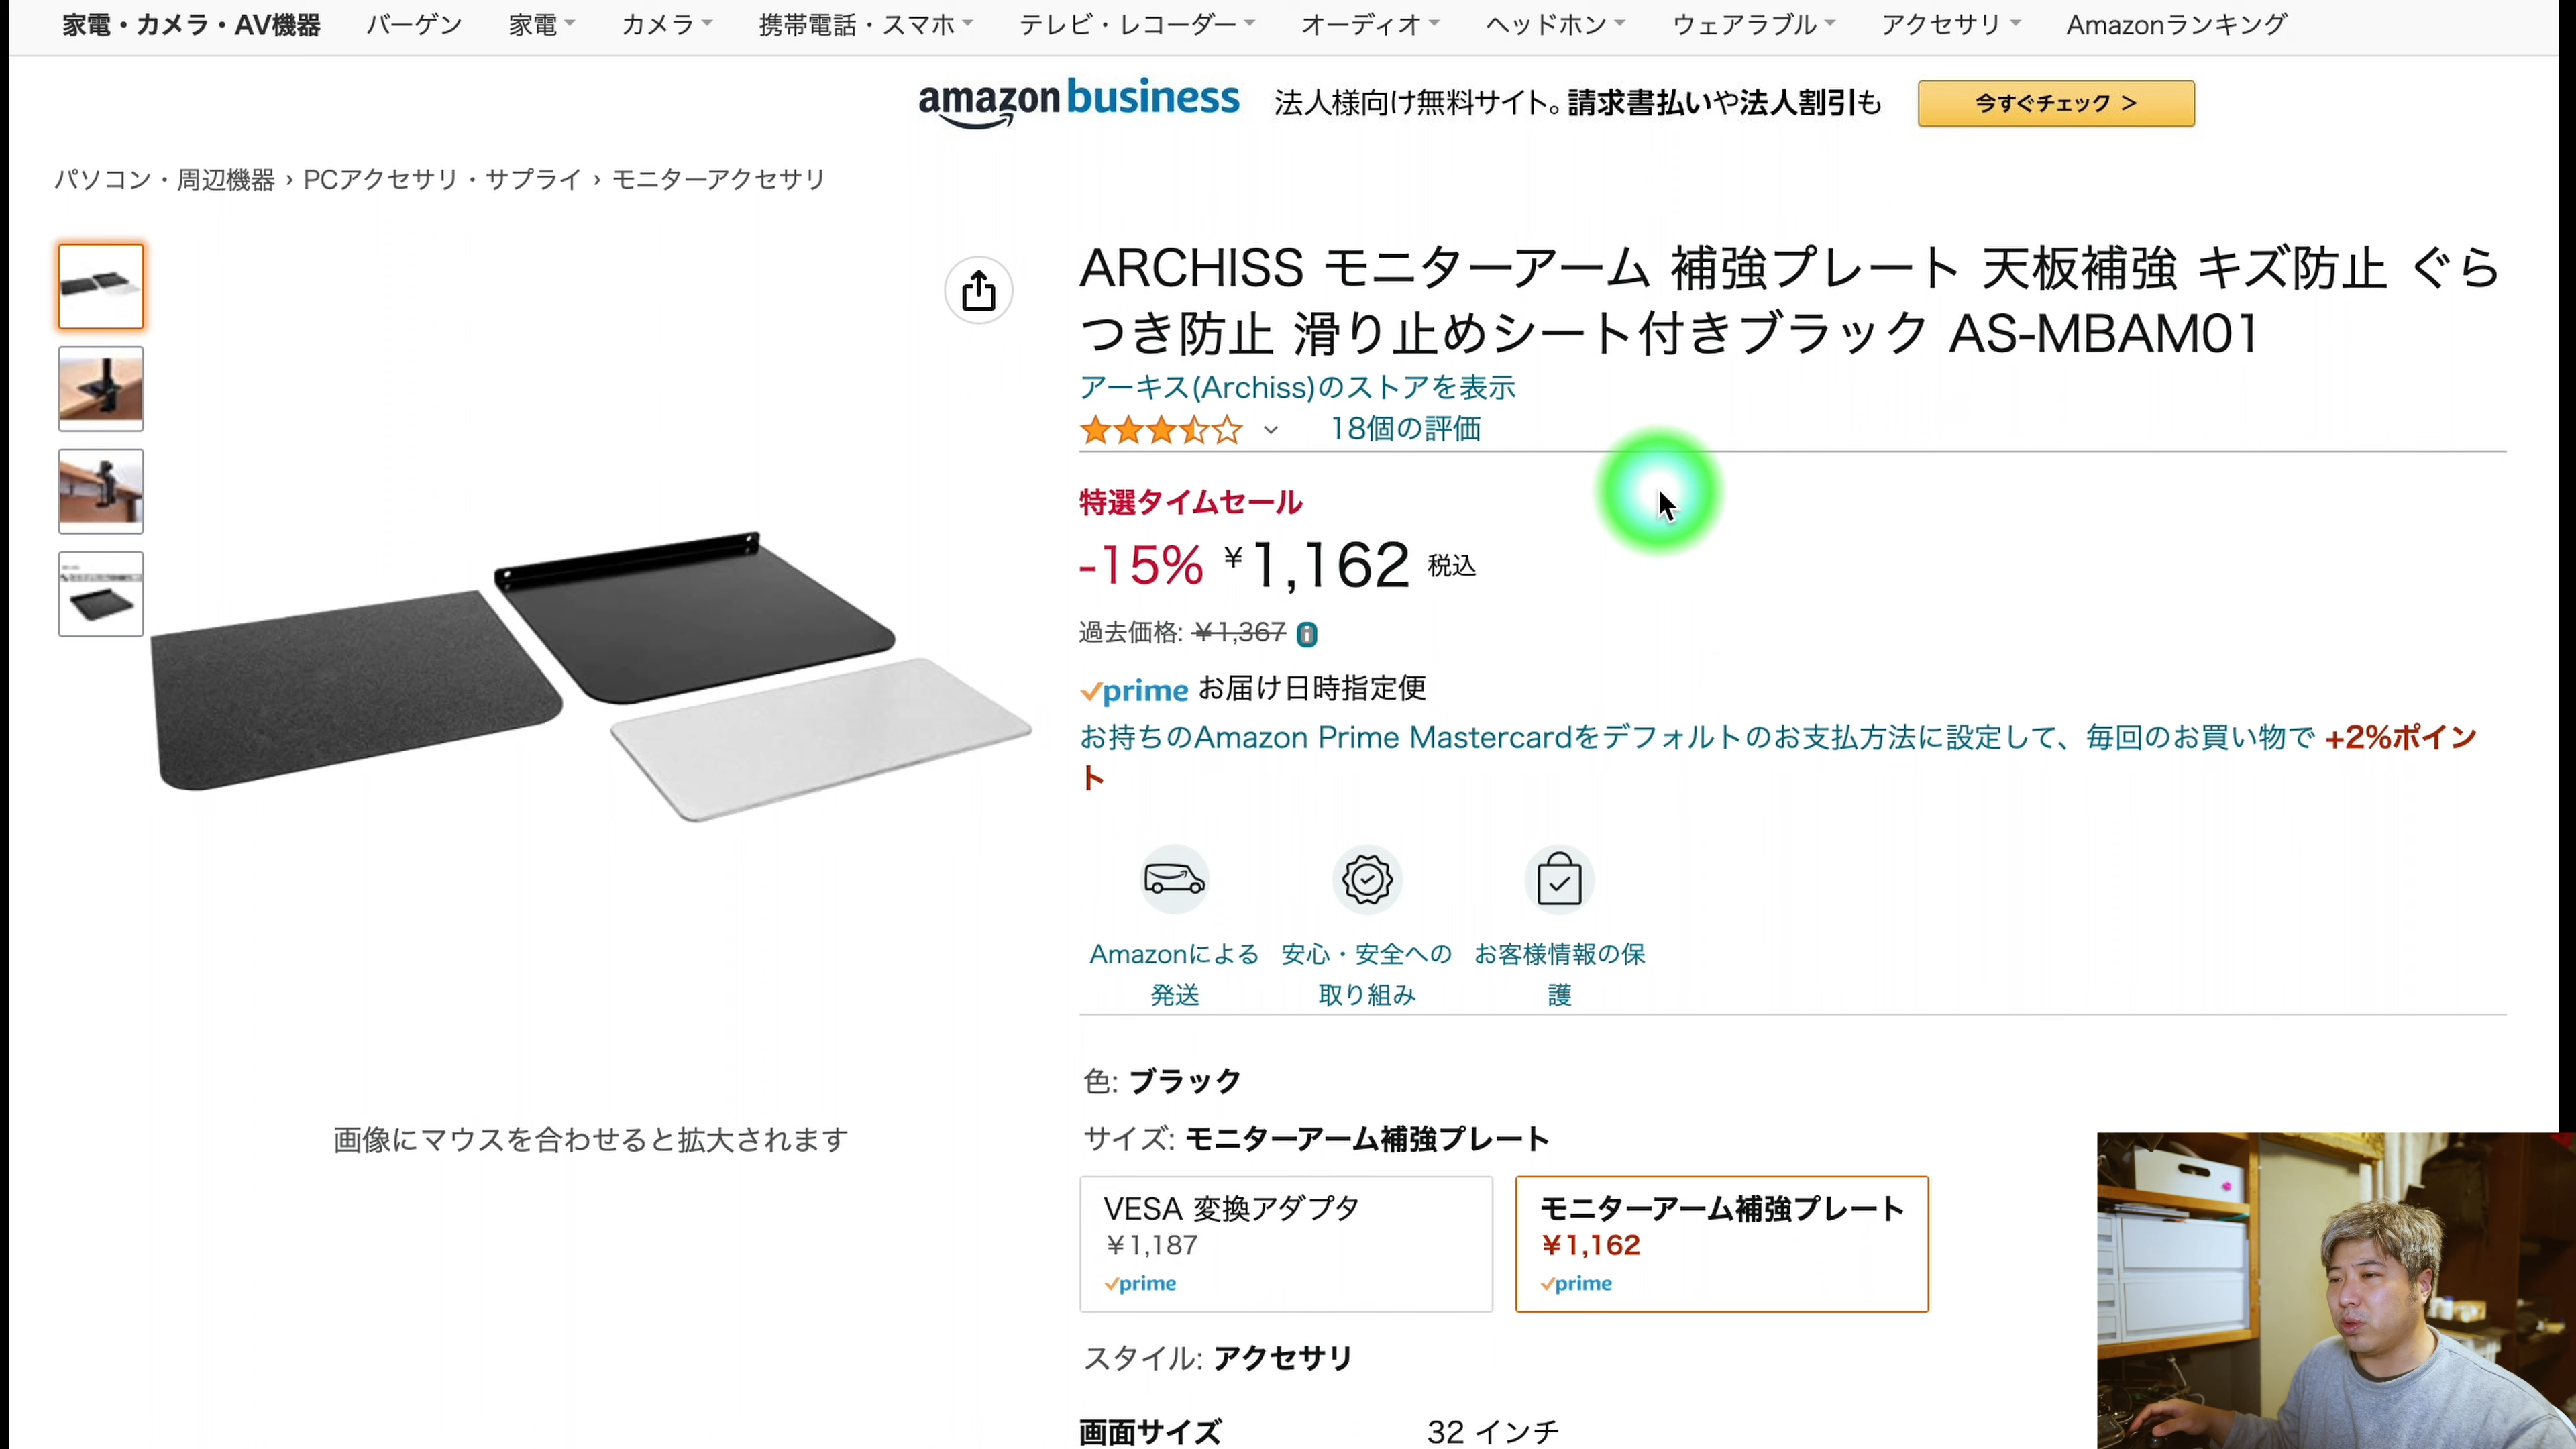 家電・カメラ・AV機器 バーゲン 家電 カメラ 携帯電話・スマホ テレビ・レコーダー オーディオ ヘッドホン ウェアラブル アクセサリ Amazonランキング
amazon business 法人様向け無料サイト。請求書払いや法人割引も 今すぐチェック >
パソコン・周辺機器 › PCアクセサリ・サプライ › モニターアクセサリ
ARCHISS モニターアーム 補強プレート 天板補強 キズ防止 ぐら
つき防止 滑り止めシート付きブラック AS-MBAM01
アーキス(Archiss)のストアを表示
18個の評価
特選タイムセール
-15% ¥1,162 税込
過去価格: ¥1,367
prime お届け日時指定便
お持ちのAmazon Prime Mastercardをデフォルトのお支払方法に設定して、毎回のお買い物で +2%ポイン
ト
Amazonによる 安心・安全への お客様情報の保
発送 取り組み 護
色: ブラック
画像にマウスを合わせると拡大されます
サイズ: モニターアーム補強プレート
VESA 変換アダプタ モニターアーム補強プレート
¥1,187 ¥1,162
prime prime
スタイル: アクセサリ
画面サイズ 32 インチ